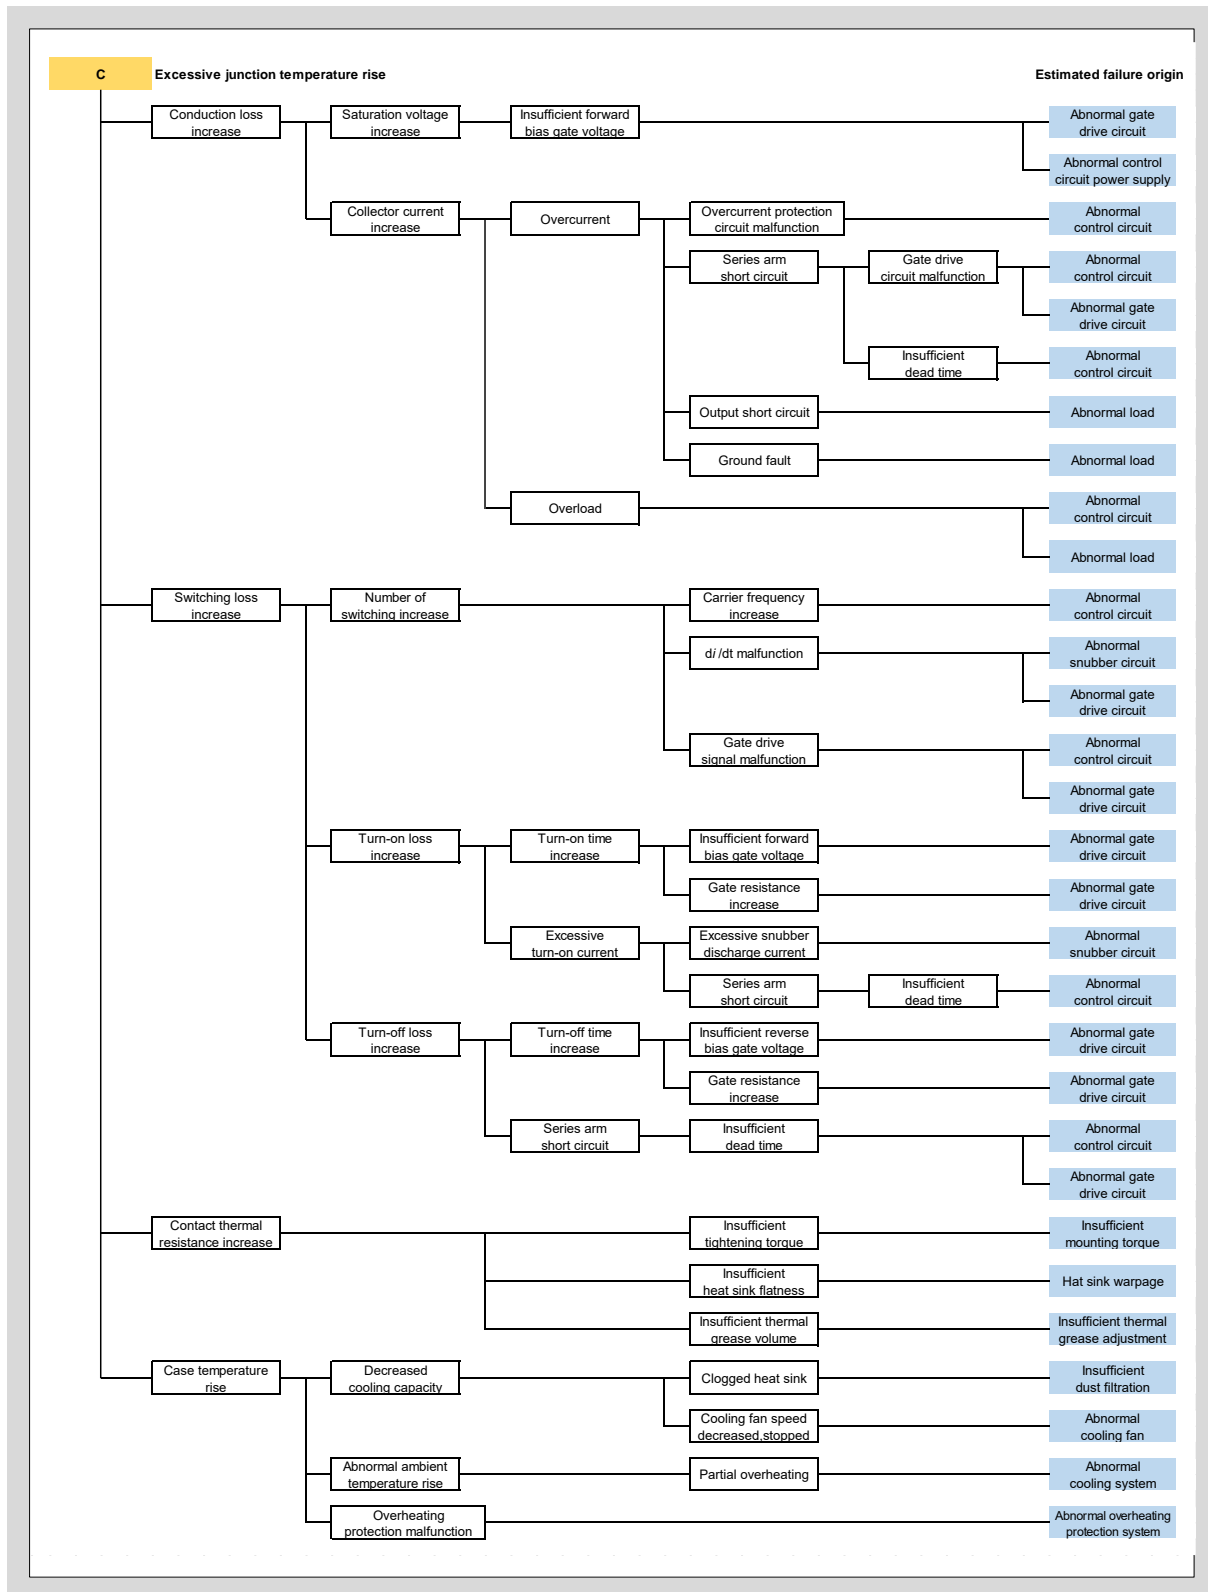 C
Excessive junction temperature rise
Estimated failure origin
Conduction loss
increase
Saturation voltage
increase
Insufficient forward
bias gate voltage
Abnormal gate
drive circuit
Abnormal control
circuit power supply
Collector current
increase
Overcurrent
Overcurrent protection
circuit malfunction
Abnormal
control circuit
Series arm
short circuit
Gate drive
circuit malfunction
Abnormal
control circuit
Abnormal gate
drive circuit
Insufficient
dead time
Abnormal
control circuit
Output short circuit
Abnormal load
Ground fault
Abnormal load
Overload
Abnormal
control circuit
Abnormal load
Switching loss
increase
Number of
switching increase
Carrier frequency
increase
Abnormal
control circuit
di/dt malfunction
Abnormal
snubber circuit
Abnormal gate
drive circuit
Gate drive
signal malfunction
Abnormal
control circuit
Abnormal gate
drive circuit
Turn-on loss
increase
Turn-on time
increase
Insufficient forward
bias gate voltage
Abnormal gate
drive circuit
Gate resistance
increase
Abnormal gate
drive circuit
Excessive
turn-on current
Excessive snubber
discharge current
Abnormal
snubber circuit
Series arm
short circuit
Insufficient
dead time
Abnormal
control circuit
Turn-off loss
increase
Turn-off time
increase
Insufficient reverse
bias gate voltage
Abnormal gate
drive circuit
Gate resistance
increase
Abnormal gate
drive circuit
Series arm
short circuit
Insufficient
dead time
Abnormal
control circuit
Abnormal gate
drive circuit
Contact thermal
resistance increase
Insufficient
tightening torque
Insufficient
mounting torque
Insufficient
heat sink flatness
Hat sink warpage
Insufficient thermal
grease volume
Insufficient thermal
grease adjustment
Case temperature
rise
Decreased
cooling capacity
Clogged heat sink
Insufficient
dust filtration
Cooling fan speed
decreased,stopped
Abnormal
cooling fan
Abnormal ambient
temperature rise
Partial overheating
Abnormal
cooling system
Overheating
protection malfunction
Abnormal overheating
protection system